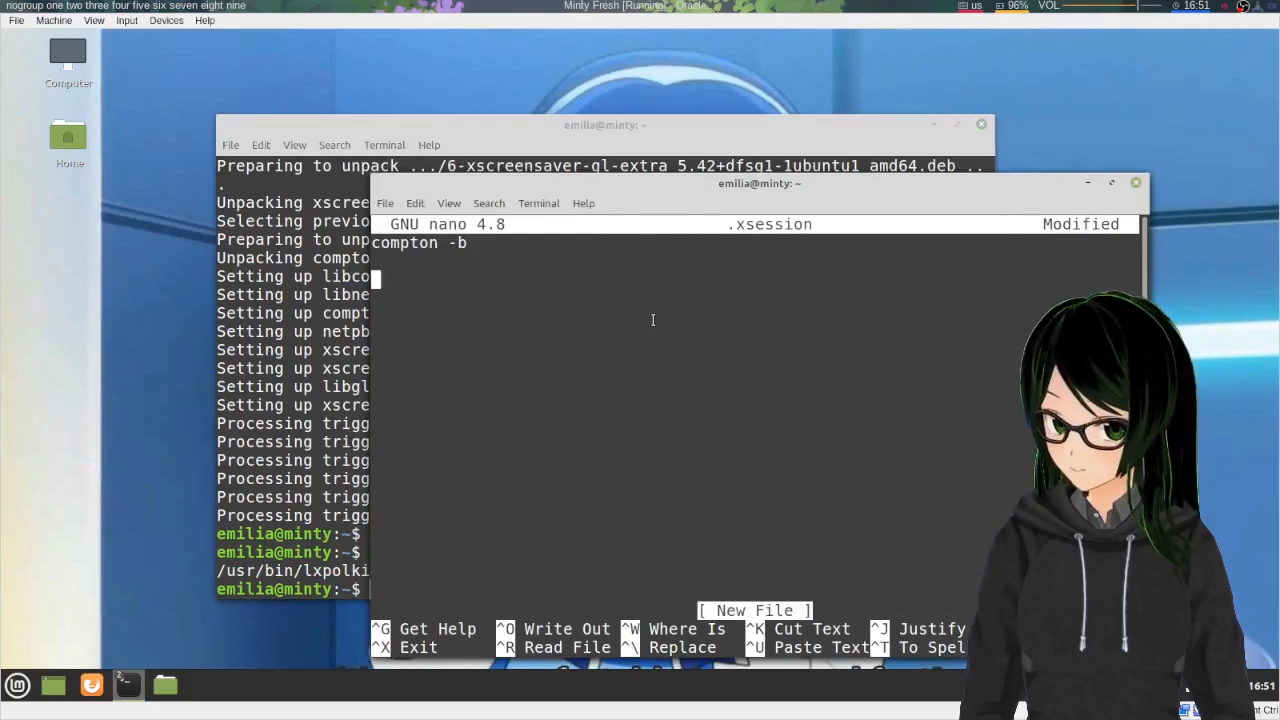 nogroup one two three four five six seven eight nine
Minty Fresh [Running] - Oracle
us 96% VOL 16:51
File Machine View Input Devices Help
Computer
Home
emilia@minty: ~
File Edit View Search Terminal Help
Preparing to unpack .../6-xscreensaver-gl-extra_5.42+dfsg1-1ubuntu1_amd64.deb ..
.
Unpacking xscree
Selecting previo
Preparing to unp
Unpacking compto
Setting up libco
Setting up libne
Setting up compt
Setting up netpb
Setting up xscre
Setting up xscre
Setting up libgl
Setting up xscre
Processing trigg
Processing trigg
Processing trigg
Processing trigg
Processing trigg
Processing trigg
emilia@minty:~$
emilia@minty:~$
/usr/bin/lxpolki
emilia@minty:~$
emilia@minty: ~
File Edit View Search Terminal Help
GNU nano 4.8 .xsession Modified
compton -b
[ New File ]
^G Get Help ^O Write Out ^W Where Is ^K Cut Text ^J Justify
^X Exit ^R Read File ^\ Replace ^U Paste Text ^T To Spel
16:51
nt Ctrl